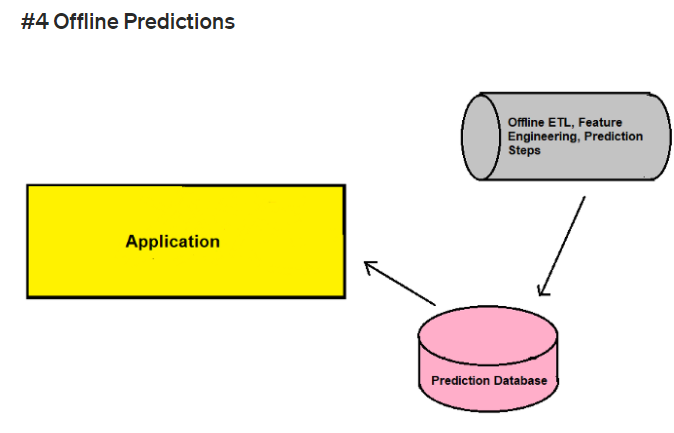 #4 Offline Predictions
Offline ETL, Feature
Engineering, Prediction
Steps
Application
Prediction Database